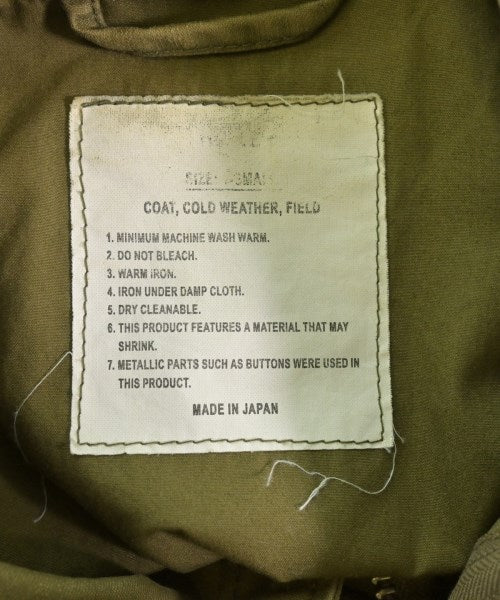 SIZE:
COAT, COLD WEATHER, FIELD
1. MINIMUM MACHINE WASH WARM.
2. DO NOT BLEACH.
3. WARM IRON.
4. IRON UNDER DAMP CLOTH.
5. DRY CLEANABLE.
6. THIS PRODUCT FEATURES A MATERIAL THAT MAY
SHRINK.
7. METALLIC PARTS SUCH AS BUTTONS WERE USED IN
THIS PRODUCT.
MADE IN JAPAN